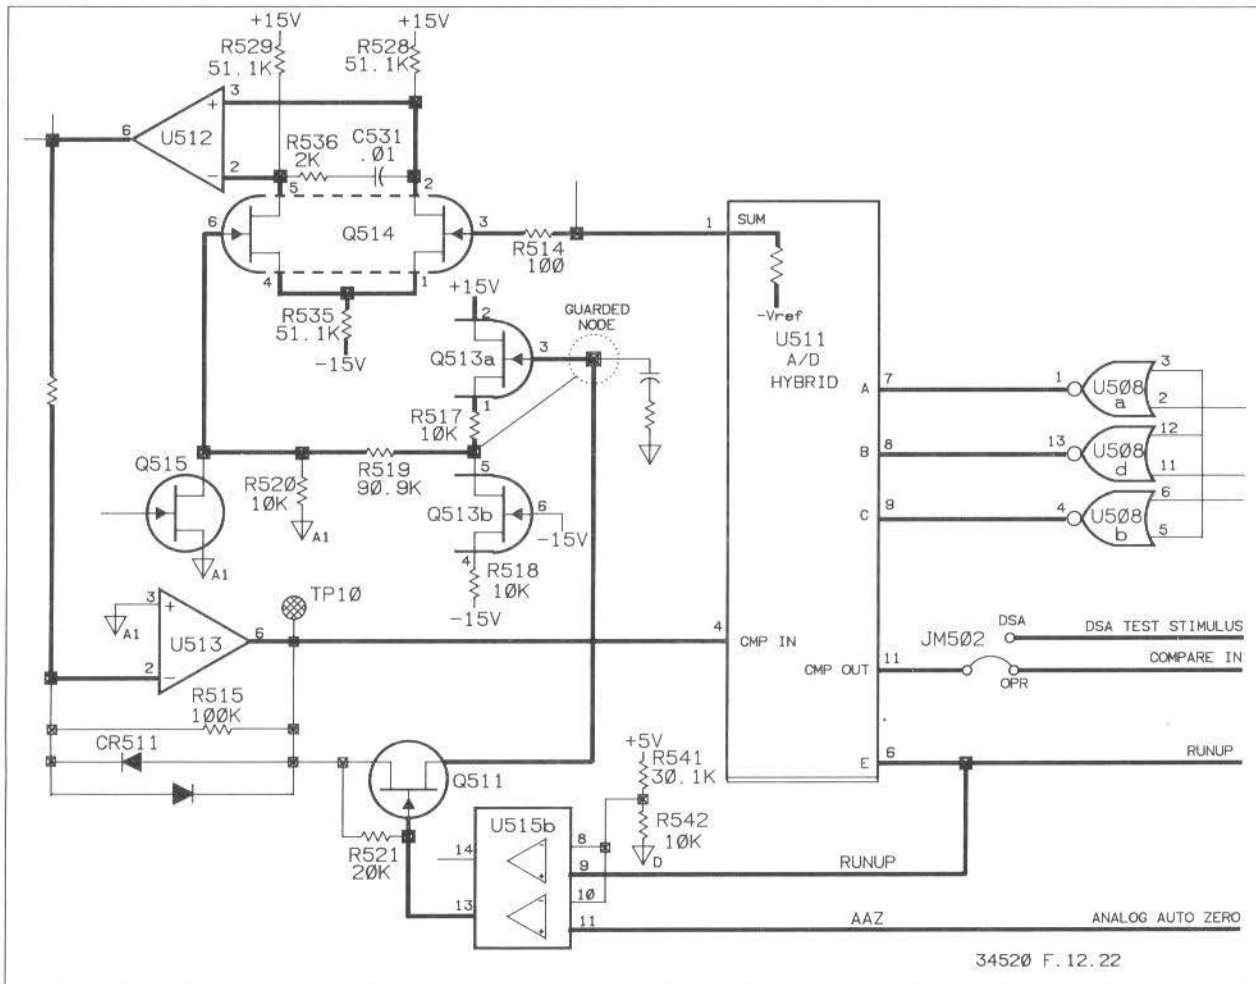 +15V
+15V
R529
51.1K
R528
51.1K
3
+
6
U512
R536
2K
C531
.01
2
-
5
2
6
Q514
3
R514
100
1
SUM
4
1
R535
51.1K
-15V
+15V
2
GUARDED
NODE
-Vref
U511
A/D
HYBRID
Q513a
3
1
R517
10K
A
7
1
U508
a
3
2
B
8
13
U508
d
12
11
C
9
4
U508
b
6
5
Q515
R520
10K
R519
90.9K
5
Q513b
6
-15V
4
R518
10K
-15V
A1
A1
TP10
3
+
A1
U513
6
2
-
4
CMP IN
DSA
JM502
DSA TEST STIMULUS
CMP OUT
11
OPR
COMPARE IN
R515
100K
CR511
Q511
+5V
R541
30.1K
E
6
RUNUP
R542
10K
D
R521
20K
U515b
14
-
+
8
9
RUNUP
13
-
+
10
11
AAZ
ANALOG AUTO ZERO
34520 F.12.22